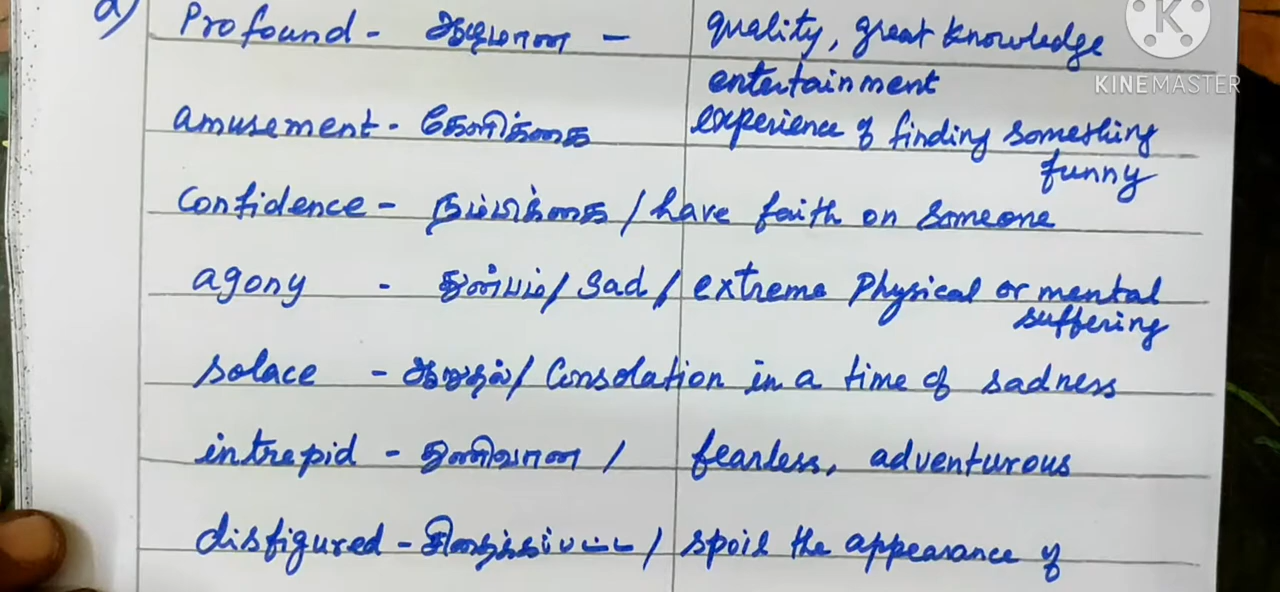 a) Profound - ஆழமான - quality, great knowledge
K
KINEMASTER
entertainment
amusement - கேளிக்கை experience of finding something
funny
Confidence - நம்பிக்கை / have faith on someone
agony - துன்பம் / Sad / extreme Physical or mental
suffering
solace - ஆறுதல் / Consolation in a time of sadness
intrepid - துணிவான / fearless, adventurous
disfigured - சிதைக்கப்பட்ட / spoil the appearance of